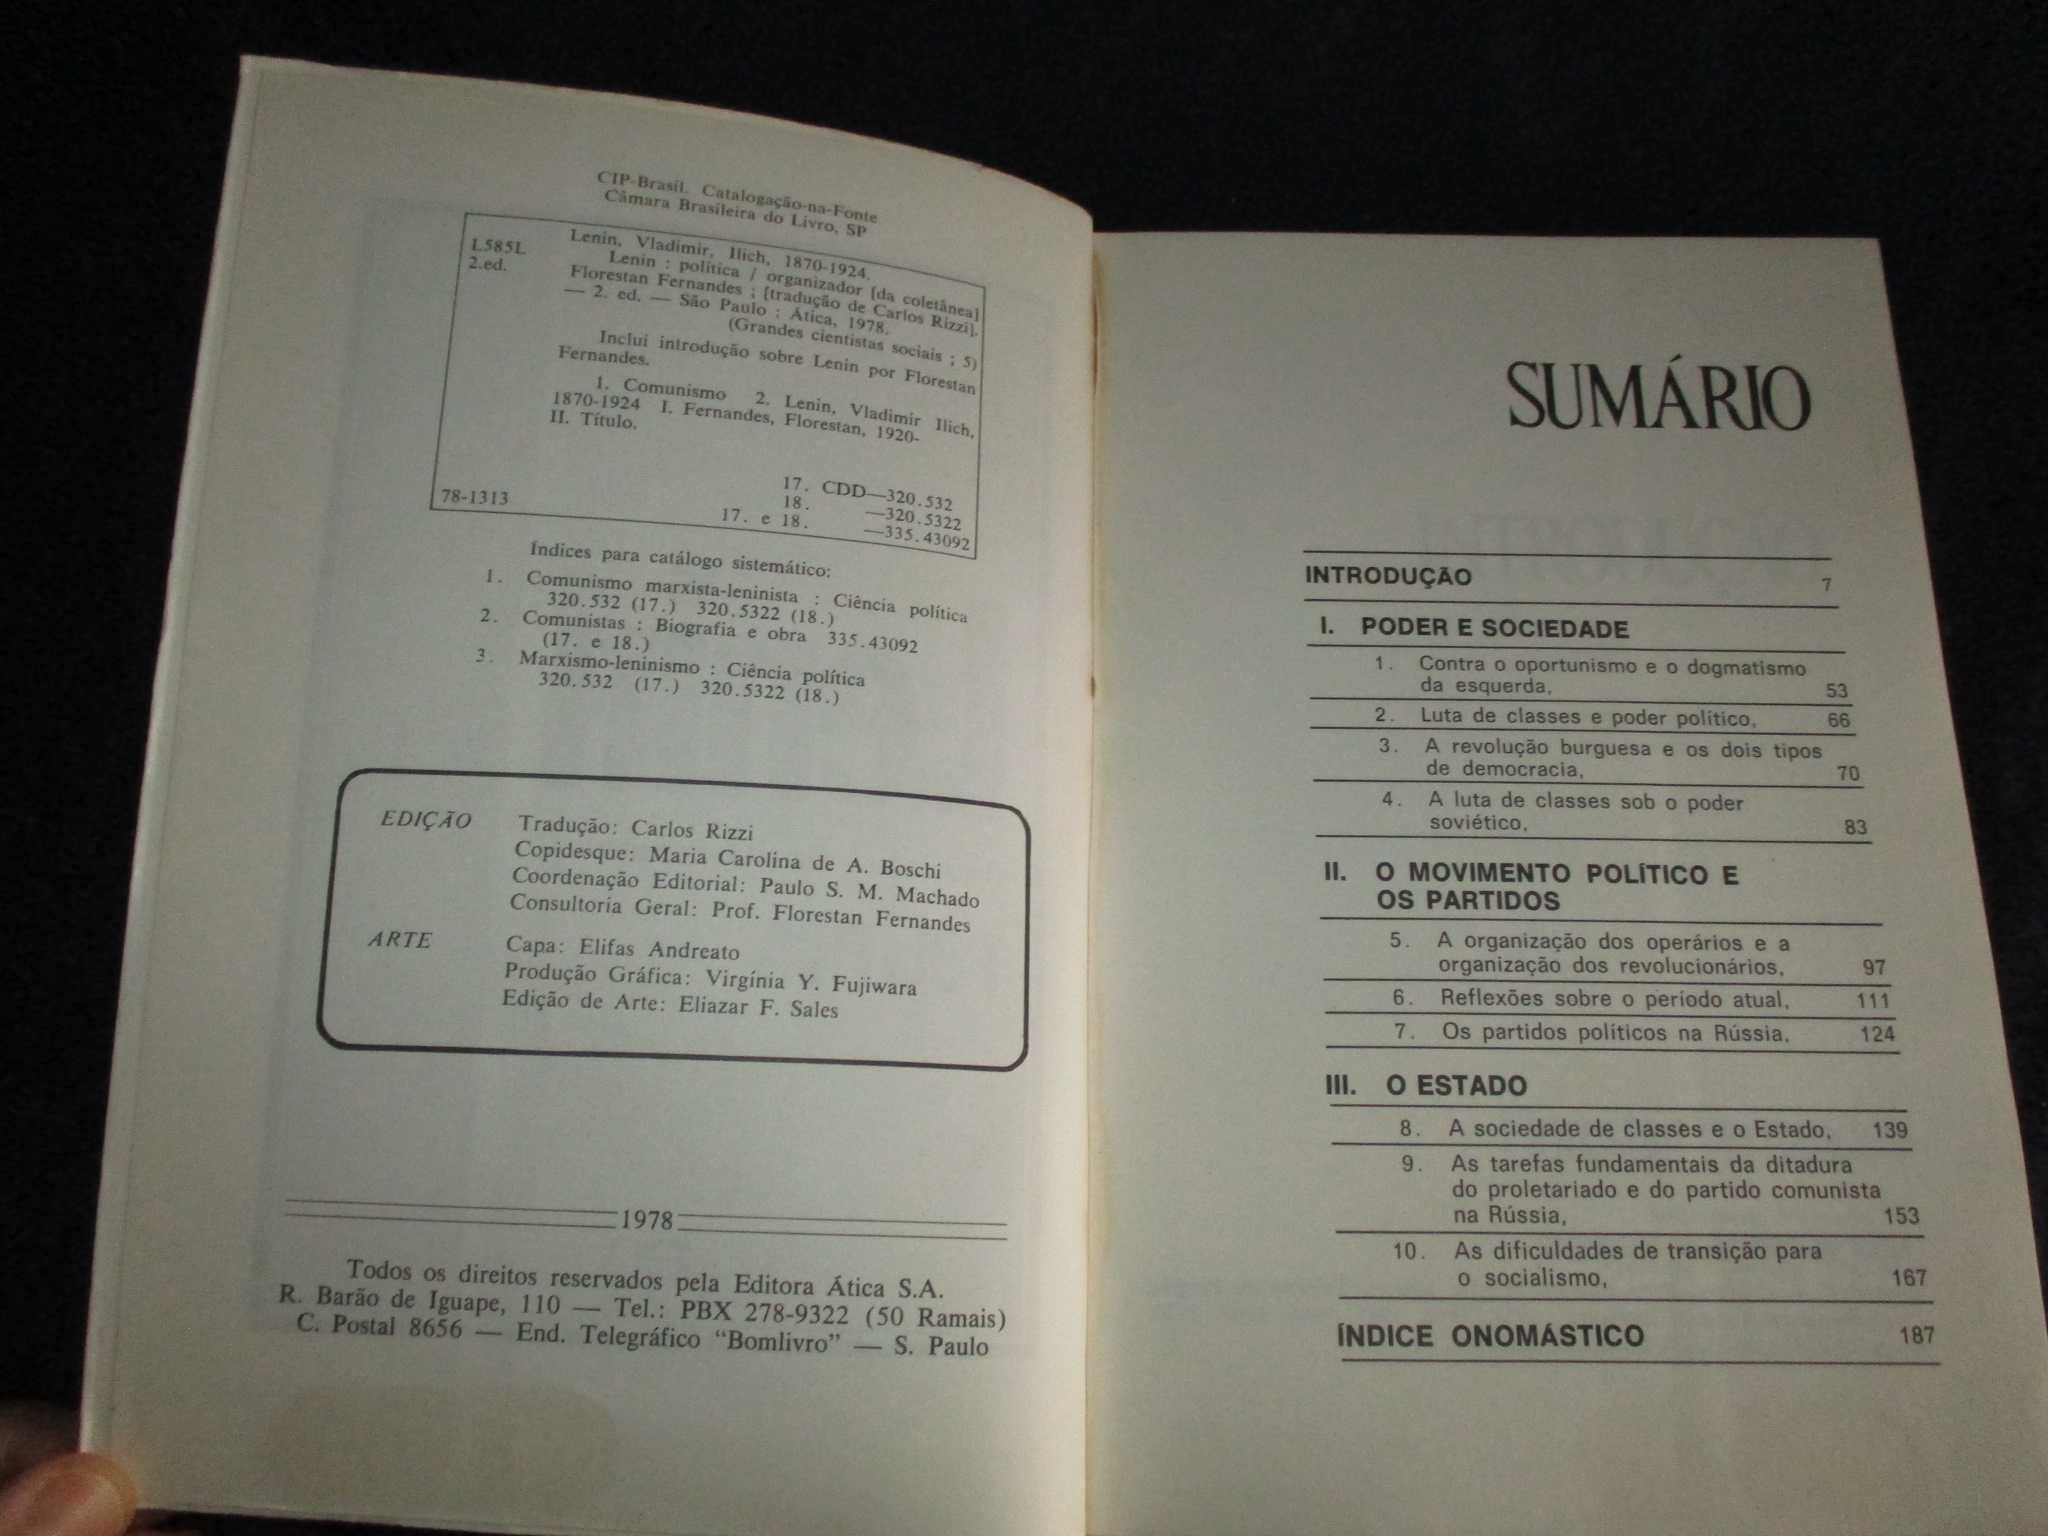 CIP-Brasil. Catalogação-na-Fonte
Câmara Brasileira do Livro, SP
Lenin, Vladimir, Ilich, 1870-1924.
L585L Lenin : política / organizador [da coletânea]
2.ed. Florestan Fernandes ; [tradução de Carlos Rizzi].
— 2. ed. — São Paulo : Ática, 1978.
(Grandes cientistas sociais ; 5)
Inclui introdução sobre Lenin por Florestan
Fernandes.
1. Comunismo 2. Lenin, Vladimir Ilich,
1870-1924 I. Fernandes, Florestan, 1920-
II. Título.
17. CDD—320.532
18. —320.5322
78-1313 17. e 18. —335.43092
Índices para catálogo sistemático:
1. Comunismo marxista-leninista : Ciência política
320.532 (17.) 320.5322 (18.)
2. Comunistas : Biografia e obra 335.43092
(17. e 18.)
3. Marxismo-leninismo : Ciência política
320.532 (17.) 320.5322 (18.)
EDIÇÃO Tradução: Carlos Rizzi
Copidesque: Maria Carolina de A. Boschi
Coordenação Editorial: Paulo S. M. Machado
Consultoria Geral: Prof. Florestan Fernandes
ARTE Capa: Elifas Andreato
Produção Gráfica: Virgínia Y. Fujiwara
Edição de Arte: Eliazar F. Sales
1978
Todos os direitos reservados pela Editora Ática S.A.
R. Barão de Iguape, 110 — Tel.: PBX 278-9322 (50 Ramais)
C. Postal 8656 — End. Telegráfico “Bomlivro” — S. Paulo
SUMÁRIO
INTRODUÇÃO 7
I. PODER E SOCIEDADE
1. Contra o oportunismo e o dogmatismo
da esquerda, 53
2. Luta de classes e poder político, 66
3. A revolução burguesa e os dois tipos
de democracia, 70
4. A luta de classes sob o poder
soviético, 83
II. O MOVIMENTO POLÍTICO E
OS PARTIDOS
5. A organização dos operários e a
organização dos revolucionários, 97
6. Reflexões sobre o período atual, 111
7. Os partidos políticos na Rússia, 124
III. O ESTADO
8. A sociedade de classes e o Estado, 139
9. As tarefas fundamentais da ditadura
do proletariado e do partido comunista
na Rússia, 153
10. As dificuldades de transição para
o socialismo, 167
ÍNDICE ONOMÁSTICO 187